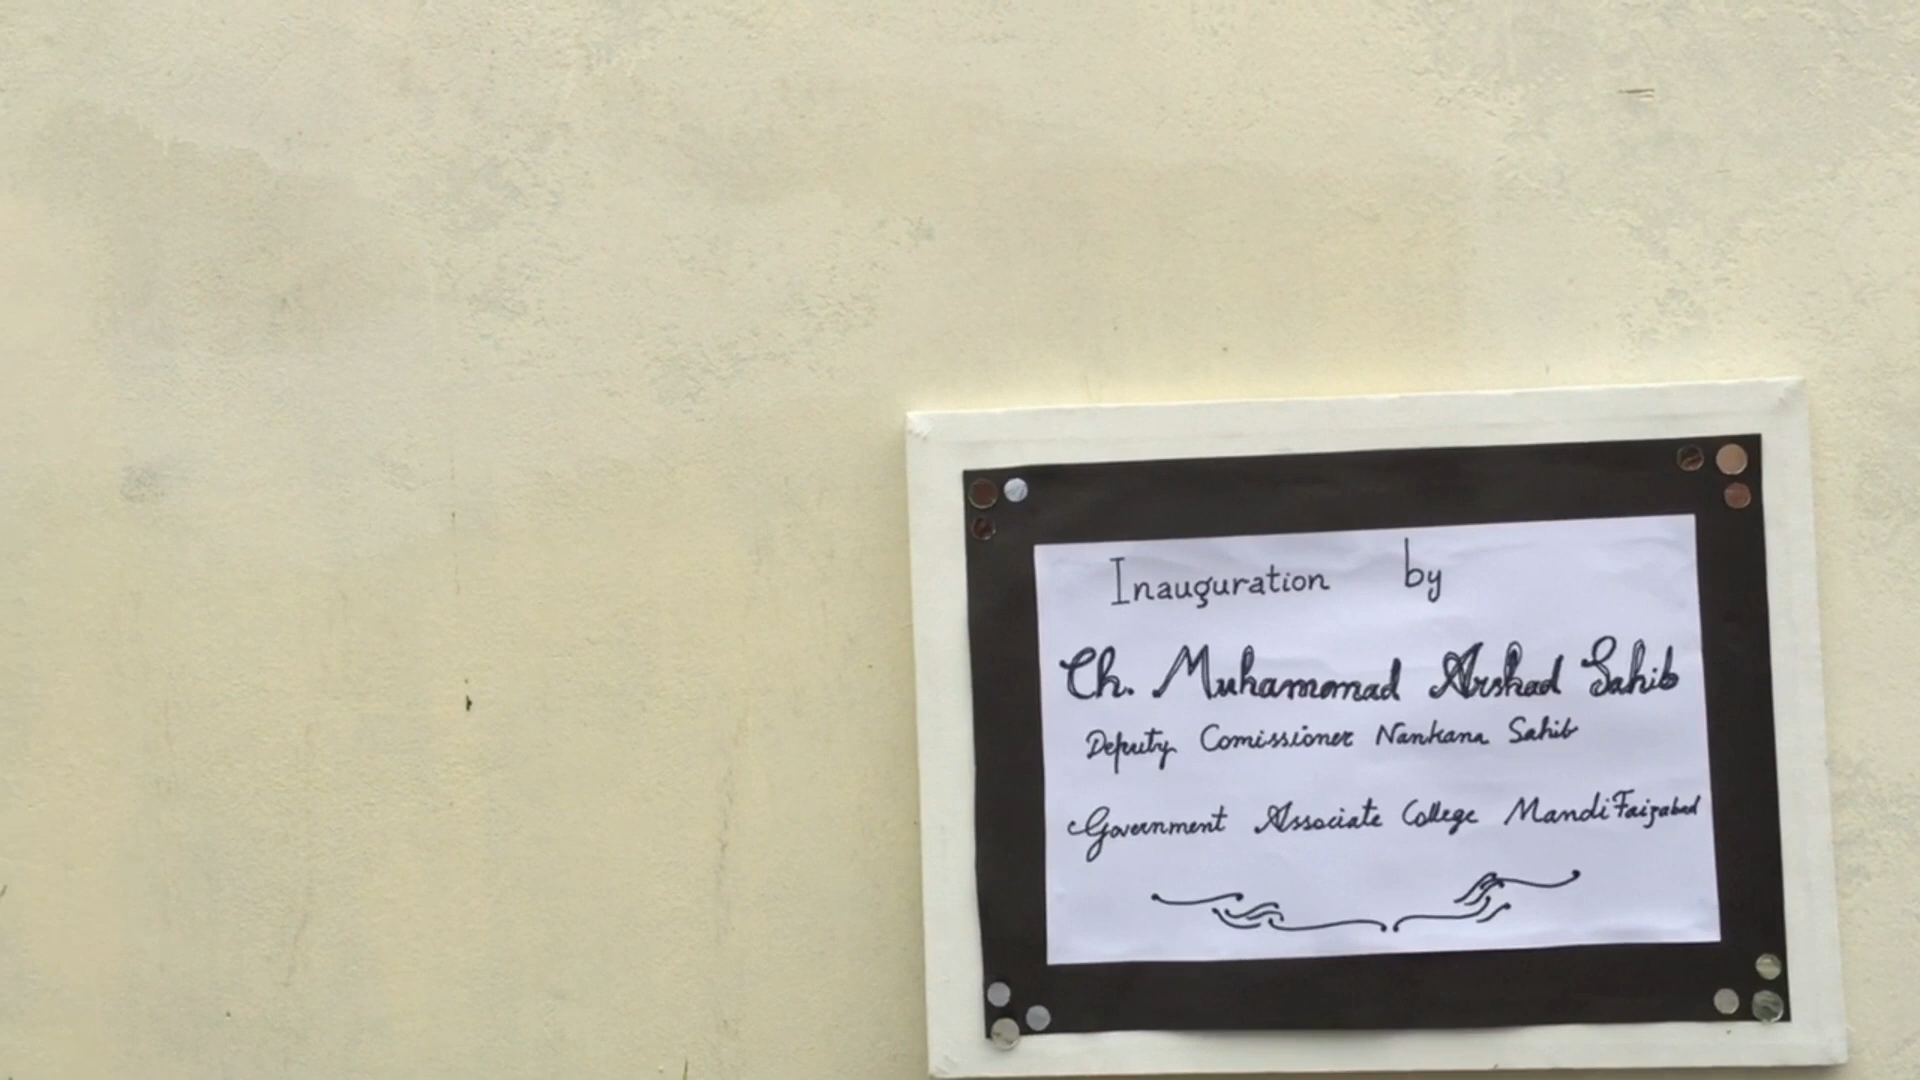 Inauguration by
Ch. Muhammad Arshad Sahib
Deputy Comissioner Nankana Sahib
Government Associate College Mandi Faizabad